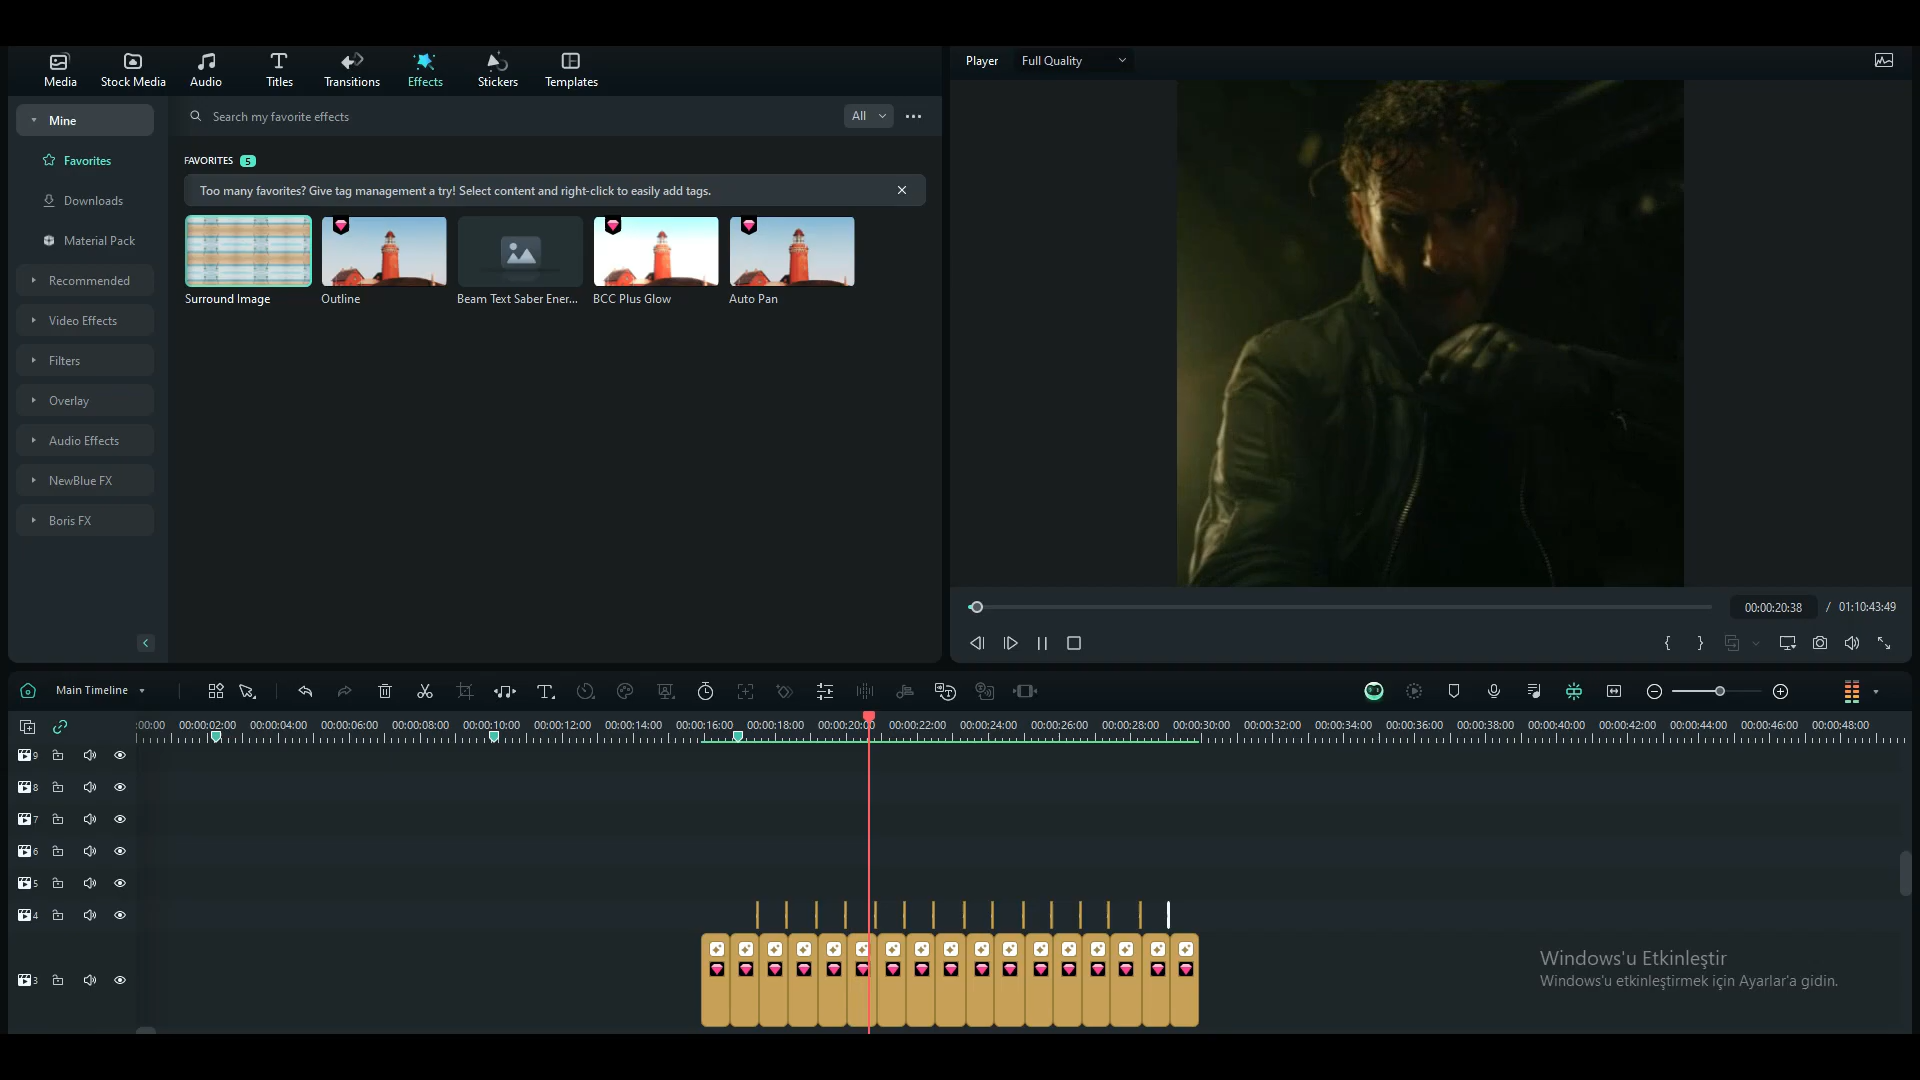 Media
Stock Media
Audio
Titles
Transitions
Effects
Stickers
Templates
Player
Full Quality
Mine
Search my favorite effects
All
Favorites
FAVORITES 5
Too many favorites? Give tag management a try! Select content and right-click to easily add tags.
Downloads
Material Pack
Recommended
Surround Image
Outline
Beam Text Saber Ener...
BCC Plus Glow
Auto Pan
Video Effects
Filters
Overlay
Audio Effects
NewBlue FX
Boris FX
00:00:20:38 / 01:10:43:49
Main Timeline
:00:00 00:00:02:00 00:00:04:00 00:00:06:00 00:00:08:00 00:00:10:00 00:00:12:00 00:00:14:00 00:00:16:00 00:00:18:00 00:00:20:00 00:00:22:00 00:00:24:00 00:00:26:00 00:00:28:00 00:00:30:00 00:00:32:00 00:00:34:00 00:00:36:00 00:00:38:00 00:00:40:00 00:00:42:00 00:00:44:00 00:00:46:00 00:00:48:00
9
8
7
6
5
4
3
Windows'u Etkinleştir
Windows'u etkinleştirmek için Ayarlar'a gidin.